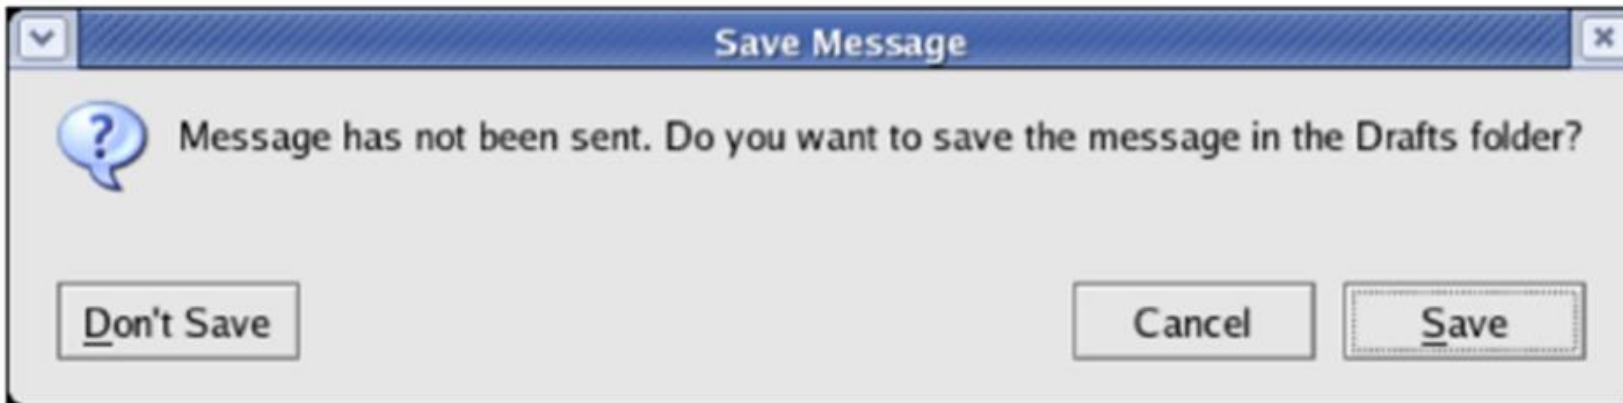 Save Message
Message has not been sent. Do you want to save the message in the Drafts folder?
Don't Save
Cancel
Save